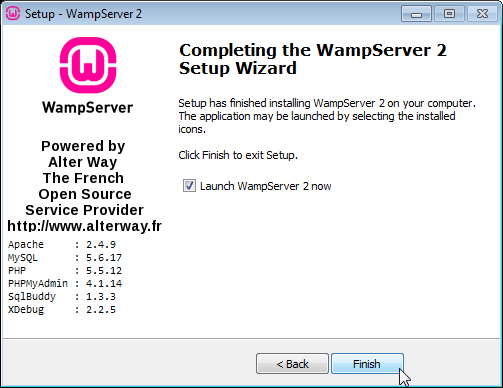 Setup - WampServer 2
Completing the WampServer 2
Setup Wizard
Setup has finished installing WampServer 2 on your computer.
The application may be launched by selecting the installed
icons.
Click Finish to exit Setup.
Launch WampServer 2 now
W
WampServer
Powered by
Alter Way
The French
Open Source
Service Provider
http://www.alterway.fr
Apache : 2.4.9
MySQL : 5.6.17
PHP : 5.5.12
PHPMyAdmin : 4.1.14
SqlBuddy : 1.3.3
XDebug : 2.2.5
< Back
Finish